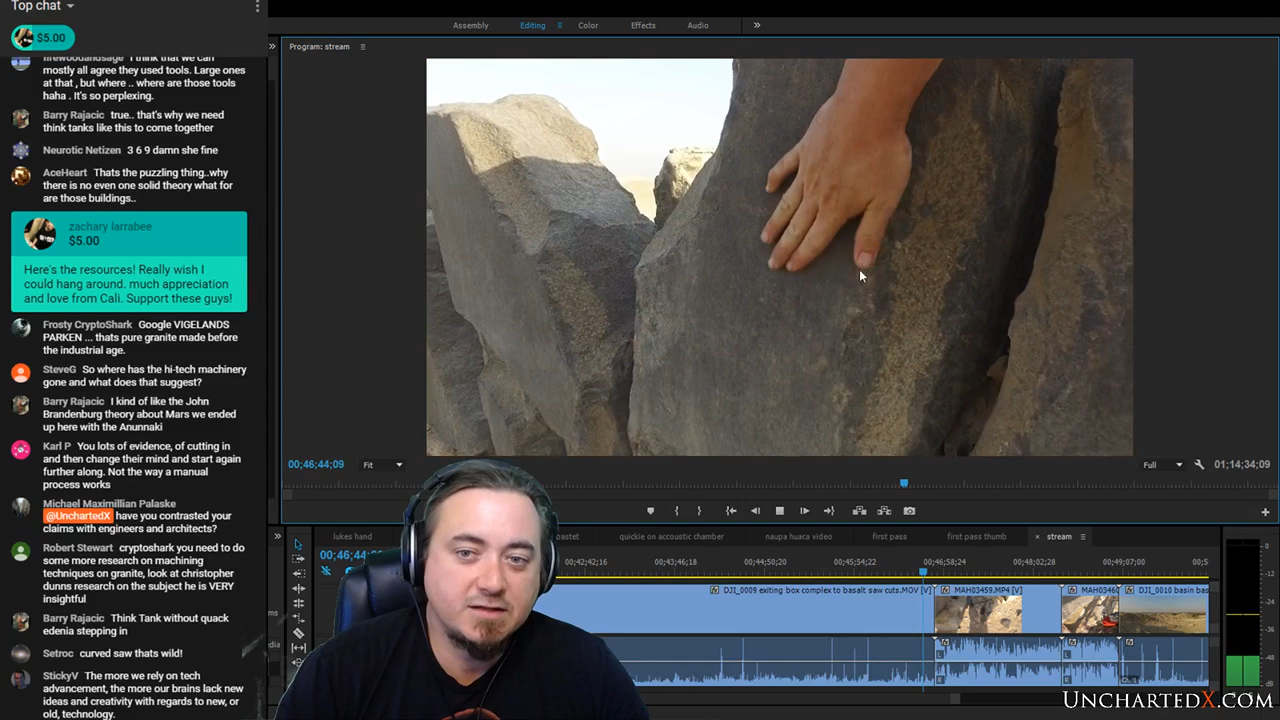 Top chat
$5.00
firewoodandsage I think that we can
mostly all agree they used tools. Large ones
at that , but where .. where are those tools
haha . It's so perplexing.
Barry Rajacic true.. that's why we need
think tanks like this to come together
Neurotic Netizen 3 6 9 damn she fine
AceHeart Thats the puzzling thing..why
there is no even one solid theory what for
are those buildings..
zachary larrabee
$5.00
Here's the resources! Really wish I
could hang around. much appreciation
and love from Cali. Support these guys!
Frosty CryptoShark Google VIGELANDS
PARKEN ... thats pure granite made before
the industrial age.
SteveG So where has the hi-tech machinery
gone and what does that suggest?
Barry Rajacic I kind of like the John
Brandenburg theory about Mars we ended
up here with the Anunnaki
Karl P You lots of evidence, of cutting in
and then change their mind and start again
further along. Not the way a manual
process works
Michael Maximillian Palaske
@UnchartedX have you contrasted your
claims with engineers and architects?
Robert Stewart cryptoshark you need to do
some more research on machining
techniques on granite, look at christopher
dunns research on the subject he is VERY
insightful
Barry Rajacic Think Tank without quack
edenia stepping in
Setroc curved saw thats wild!
StickyV The more we rely on tech
advancement, the more our brains lack new
ideas and creativity with regards to new, or
old, technology.
Assembly Editing Color Effects Audio
Program: stream
00;46;44;09 Fit Full 01;14;34;09
lukes hand bastet quickie on accoustic chamber naupa huaca video first pass first pass thumb × stream
00;46;44
00;42;42;16 00;43;46;18 00;44;50;20 00;45;54;22 00;46;58;24 00;48;02;28 00;49;07;00 00;5
DJI_0009 exiting box complex to basalt saw cuts.MOV [V] MAH03459.MP4 [V] MAH0346 DJI_0010 basin bas
0
-12
-24
-36
-48
dB
UNCHARTEDX.COM